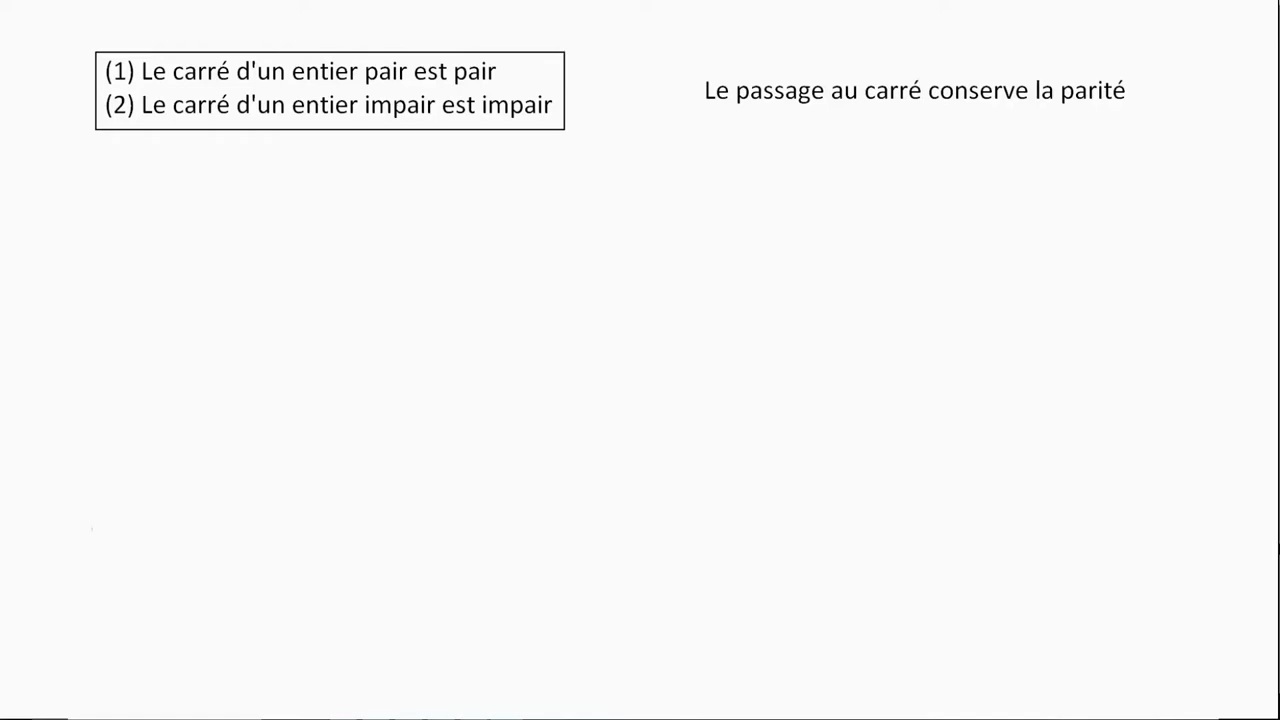 (1) Le carré d'un entier pair est pair
(2) Le carré d'un entier impair est impair
Le passage au carré conserve la parité